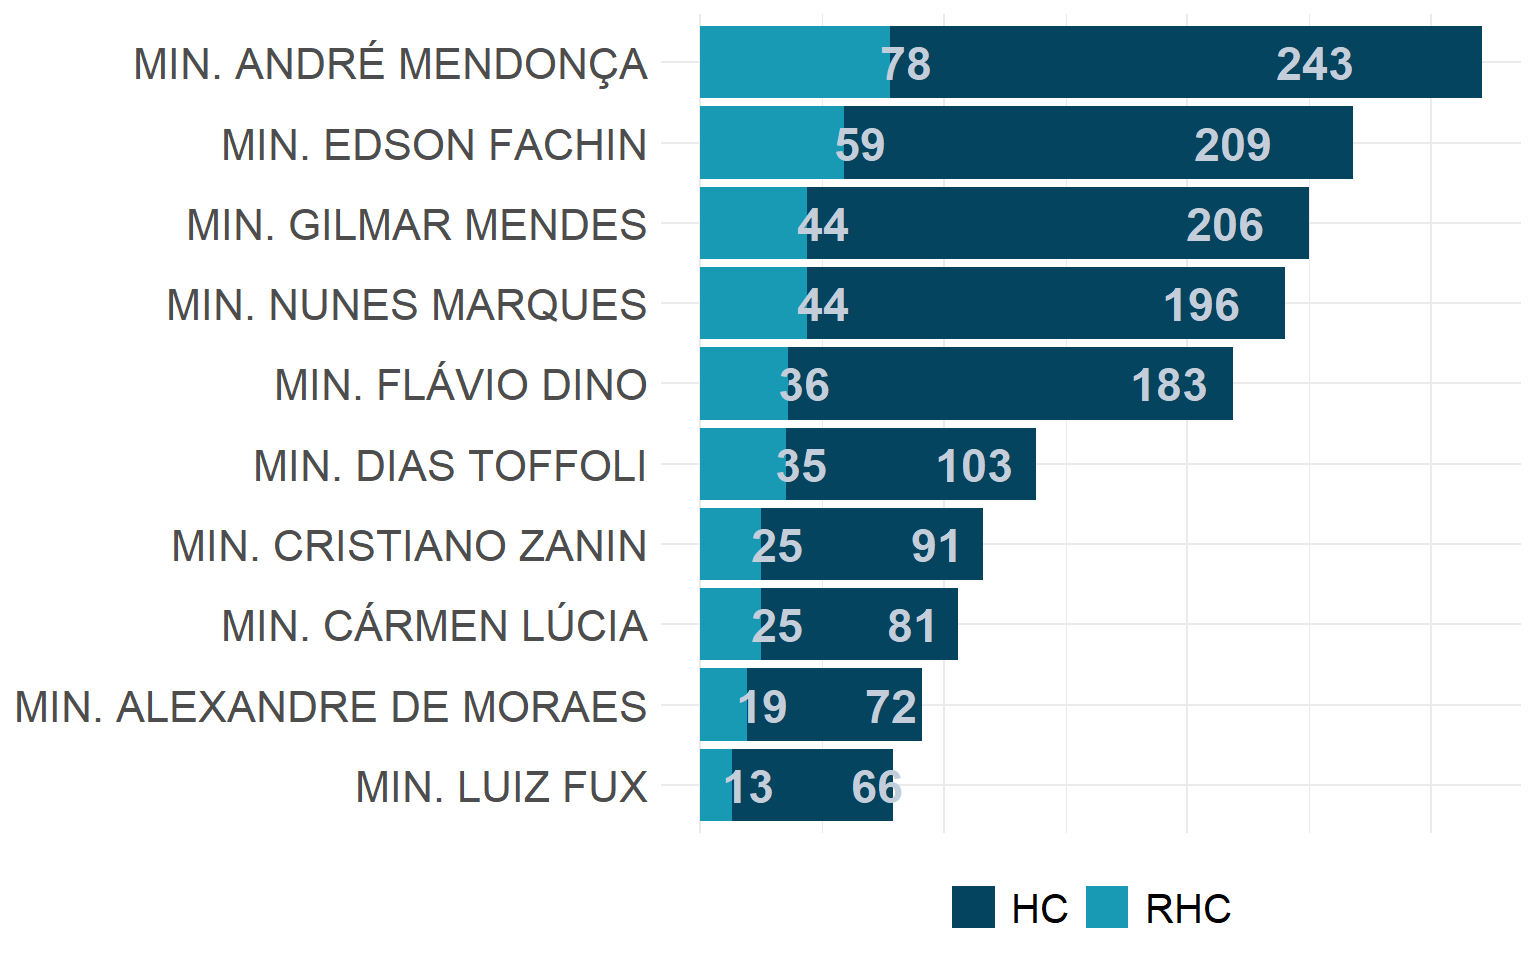 MIN. ANDRÉ MENDONÇA 78 243
MIN. EDSON FACHIN 59 209
MIN. GILMAR MENDES 44 206
MIN. NUNES MARQUES 44 196
MIN. FLÁVIO DINO 36 183
MIN. DIAS TOFFOLI 35 103
MIN. CRISTIANO ZANIN 25 91
MIN. CÁRMEN LÚCIA 25 81
MIN. ALEXANDRE DE MORAES 19 72
MIN. LUIZ FUX 13 66
HC RHC